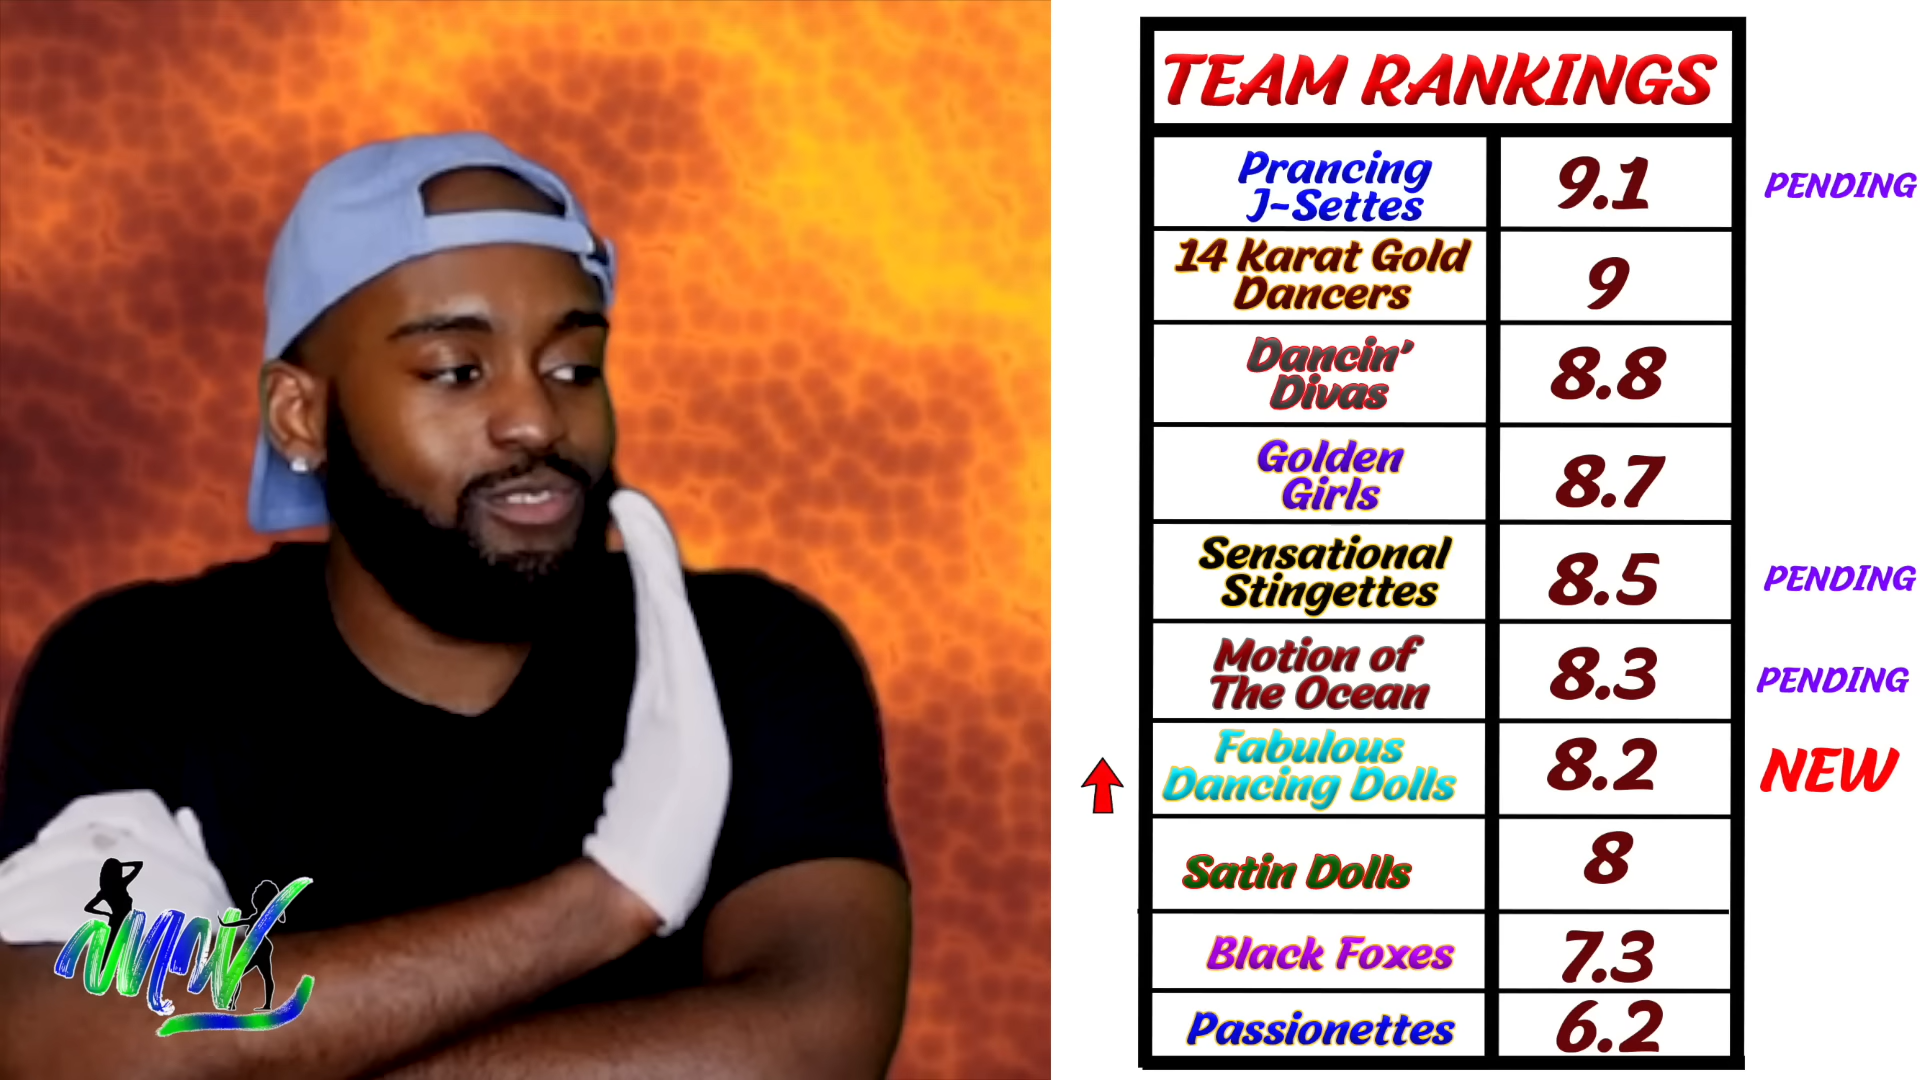 TEAM RANKINGS
Prancing
J-Settes
9.1
PENDING
14 Karat Gold
Dancers
9
Dancin'
Divas
8.8
Golden
Girls
8.7
Sensational
Stingettes
8.5
PENDING
Motion of
The Ocean
8.3
PENDING
Fabulous
Dancing Dolls
8.2
NEW
Satin Dolls
8
Black Foxes
7.3
Passionettes
6.2